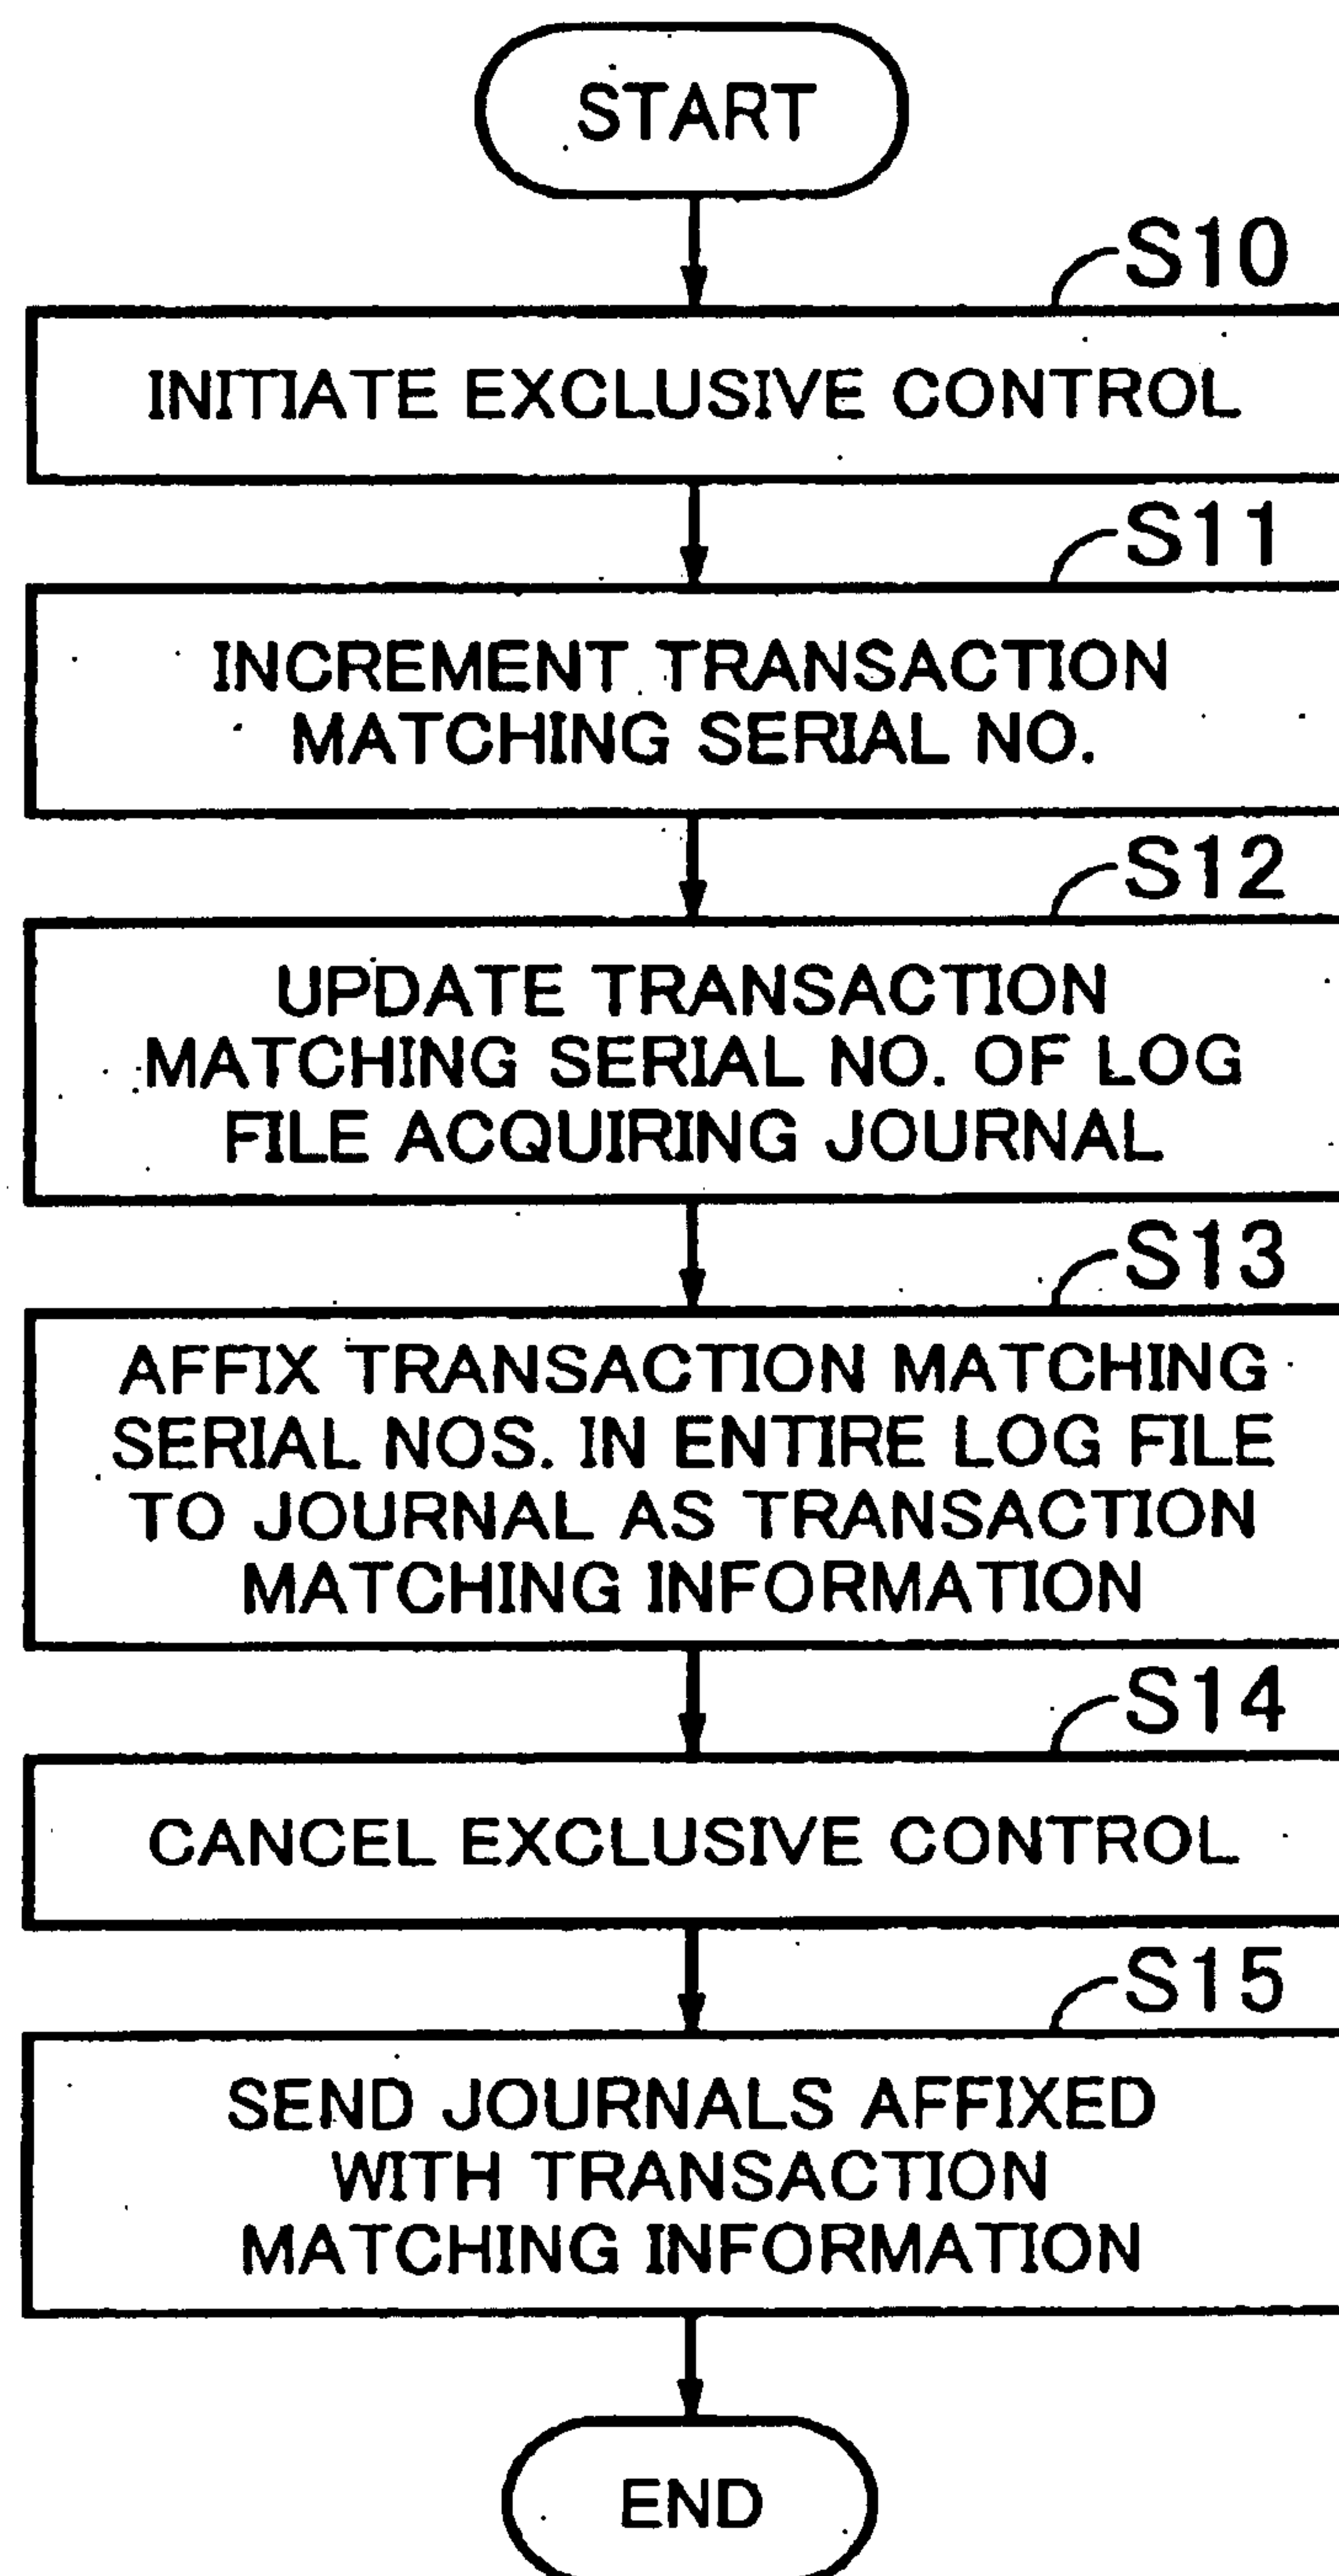 START
S10
INITIATE EXCLUSIVE CONTROL
S11
INCREMENT TRANSACTION
MATCHING SERIAL NO.
S12
UPDATE TRANSACTION
MATCHING SERIAL NO. OF LOG
FILE ACQUIRING JOURNAL
S13
AFFIX TRANSACTION MATCHING
SERIAL NOS. IN ENTIRE LOG FILE
TO JOURNAL AS TRANSACTION
MATCHING INFORMATION
S14
CANCEL EXCLUSIVE CONTROL
S15
SEND JOURNALS AFFIXED
WITH TRANSACTION
MATCHING INFORMATION
END